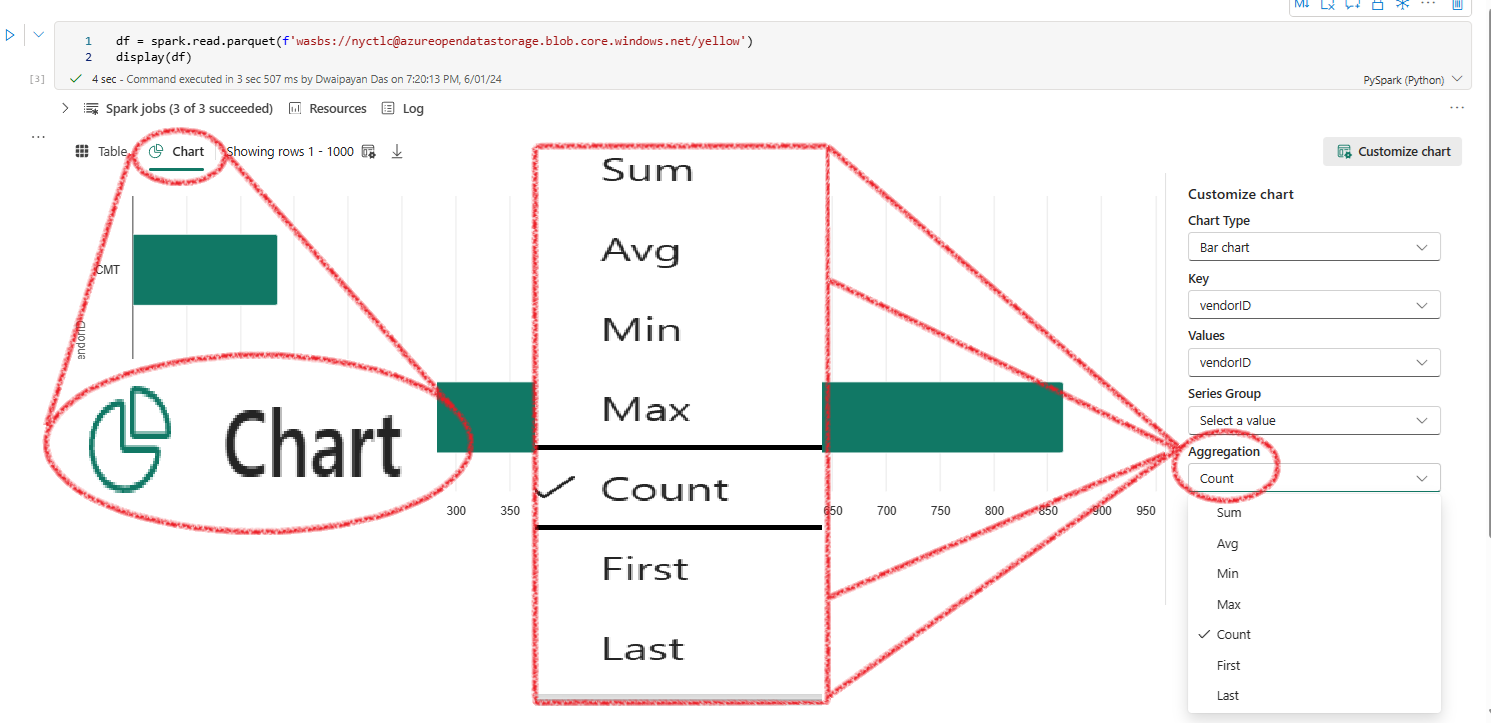 1 df = spark.read.parquet(f'wasbs://nyctlc@azureopendatastorage.blob.core.windows.net/yellow')
2 display(df)
[3] 4 sec - Command executed in 3 sec 507 ms by Dwaipayan Das on 7:20:13 PM, 6/01/24
PySpark (Python)
Spark jobs (3 of 3 succeeded) Resources Log
Table Chart Showing rows 1 - 1000
Customize chart
CMT
endorID
Chart
300 350 650 700 750 800 850 900 950
Sum
Avg
Min
Max
Count
First
Last
Customize chart
Chart Type
Bar chart
Key
vendorID
Values
vendorID
Series Group
Select a value
Aggregation
Count
Sum
Avg
Min
Max
Count
First
Last